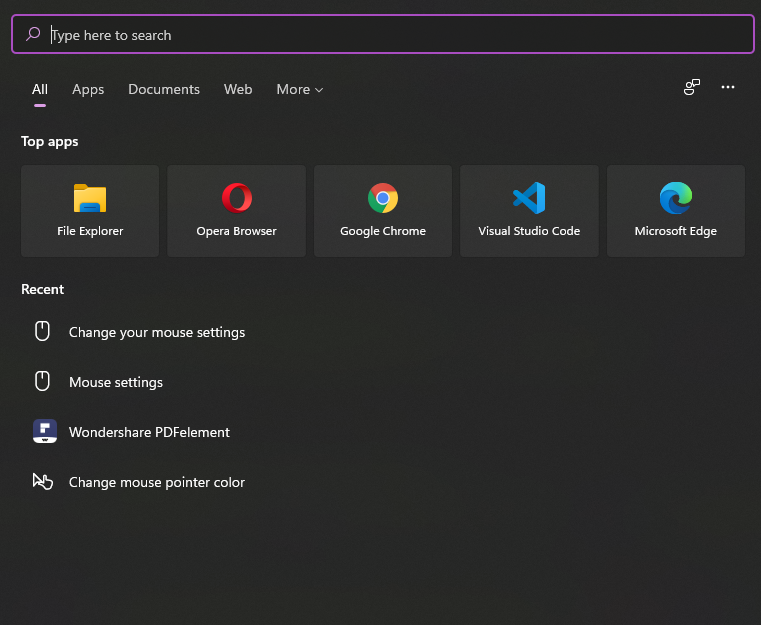 Type here to search
All Apps Documents Web More
Top apps
File Explorer Opera Browser Google Chrome Visual Studio Code Microsoft Edge
Recent
Change your mouse settings
Mouse settings
Wondershare PDFelement
Change mouse pointer color